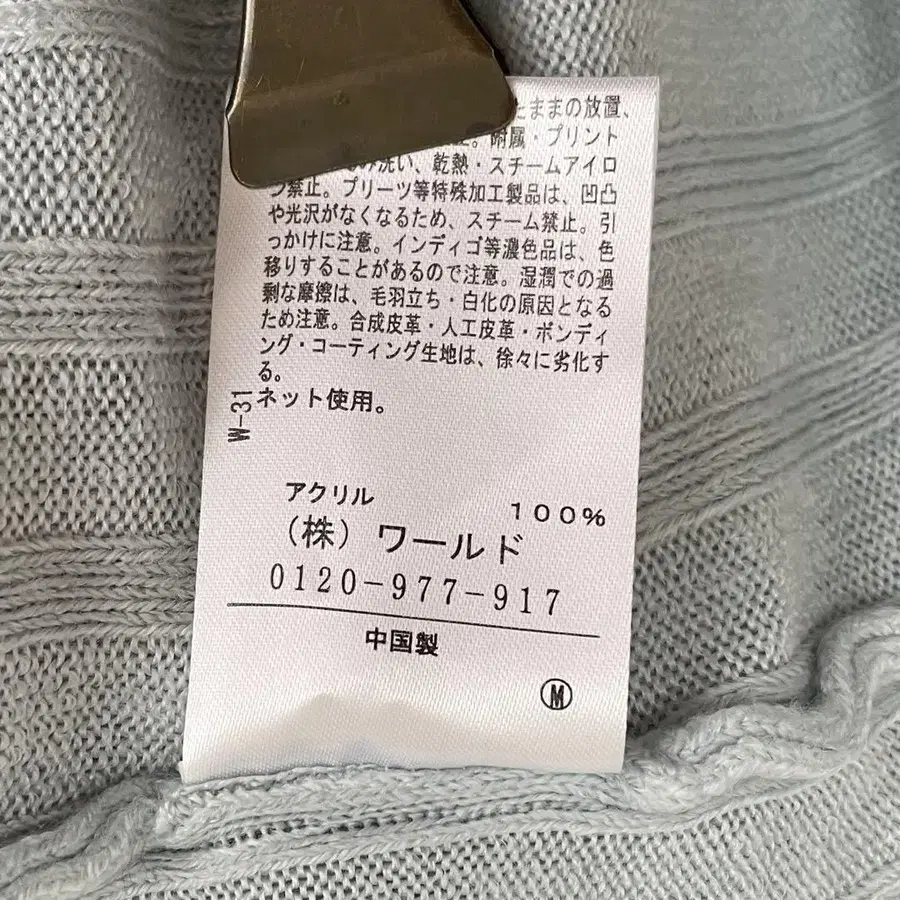 たままの放置、
附属・プリント
洗い、乾熱・スチームアイロ
ン禁止。プリーツ等特殊加工製品は、凹凸
や光沢がなくなるため、スチーム禁止。引
っかけに注意。インディゴ等濃色品は、色
移りすることがあるので注意。湿潤での過
剰な摩擦は、毛羽立ち・白化の原因となる
ため注意。合成皮革・人工皮革・ボンディ
ング・コーティング生地は、徐々に劣化す
る。
ネット使用。
W-31
アクリル 100%
(株) ワールド
0120-977-917
中国製
M